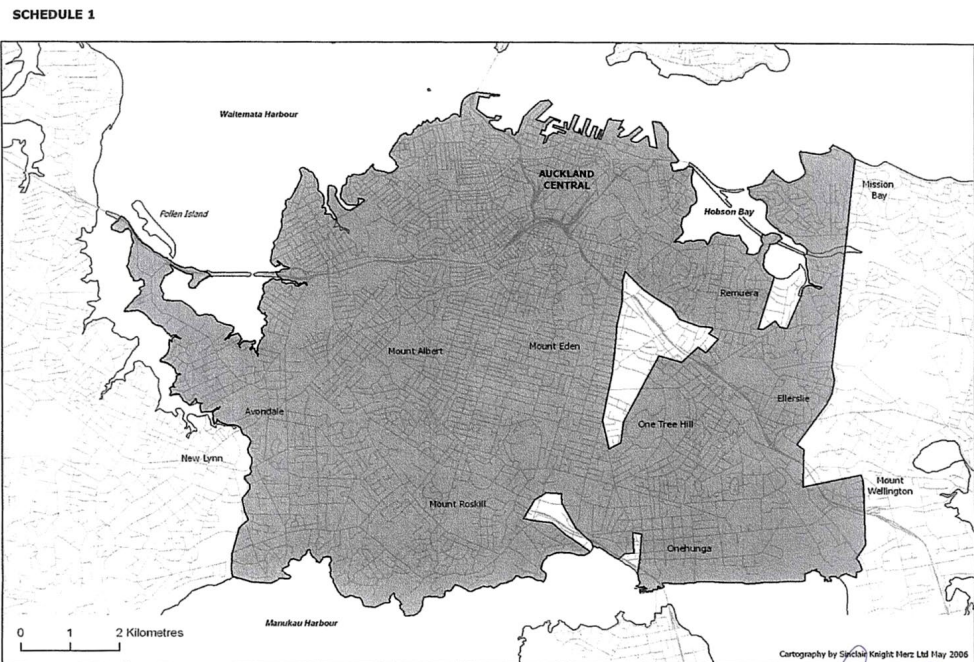 SCHEDULE 1
Waitemata Harbour
AUCKLAND
CENTRAL
Mission
Bay
Pollen Island
Hobson Bay
Remuera
Mount Albert
Mount Eden
Ellerslie
Avondale
One Tree Hill
New Lynn
Mount
Wellington
Mount Roskill
Onehunga
Manukau Harbour
0 1 2 Kilometres
Cartography by Sinclair Knight Merz Ltd May 2006